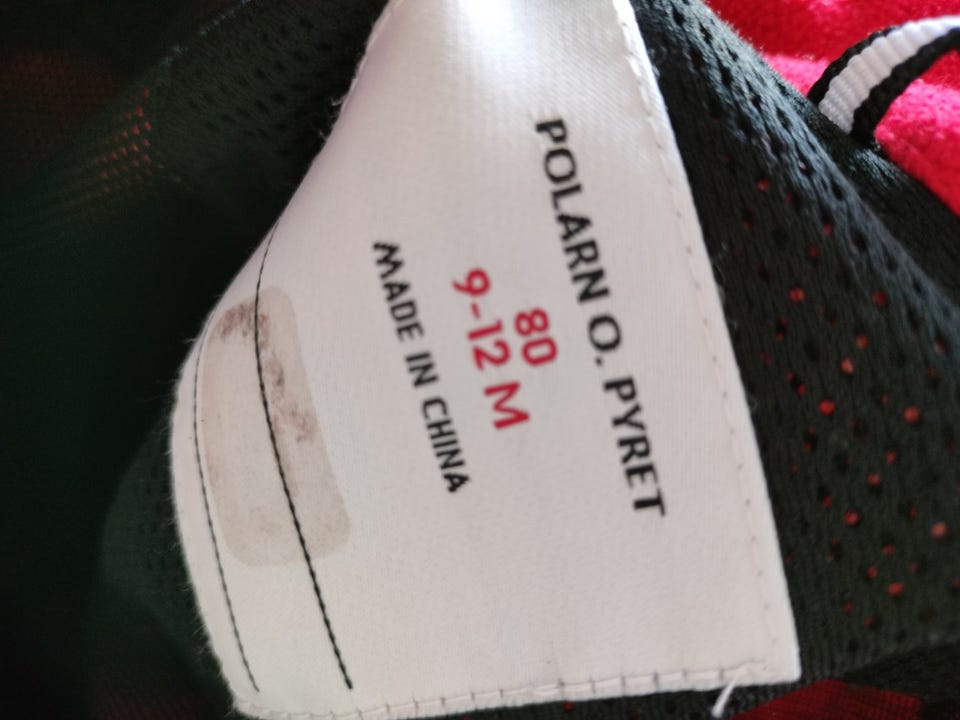 POLARN O. PYRET
80
9-12 M
MADE IN CHINA